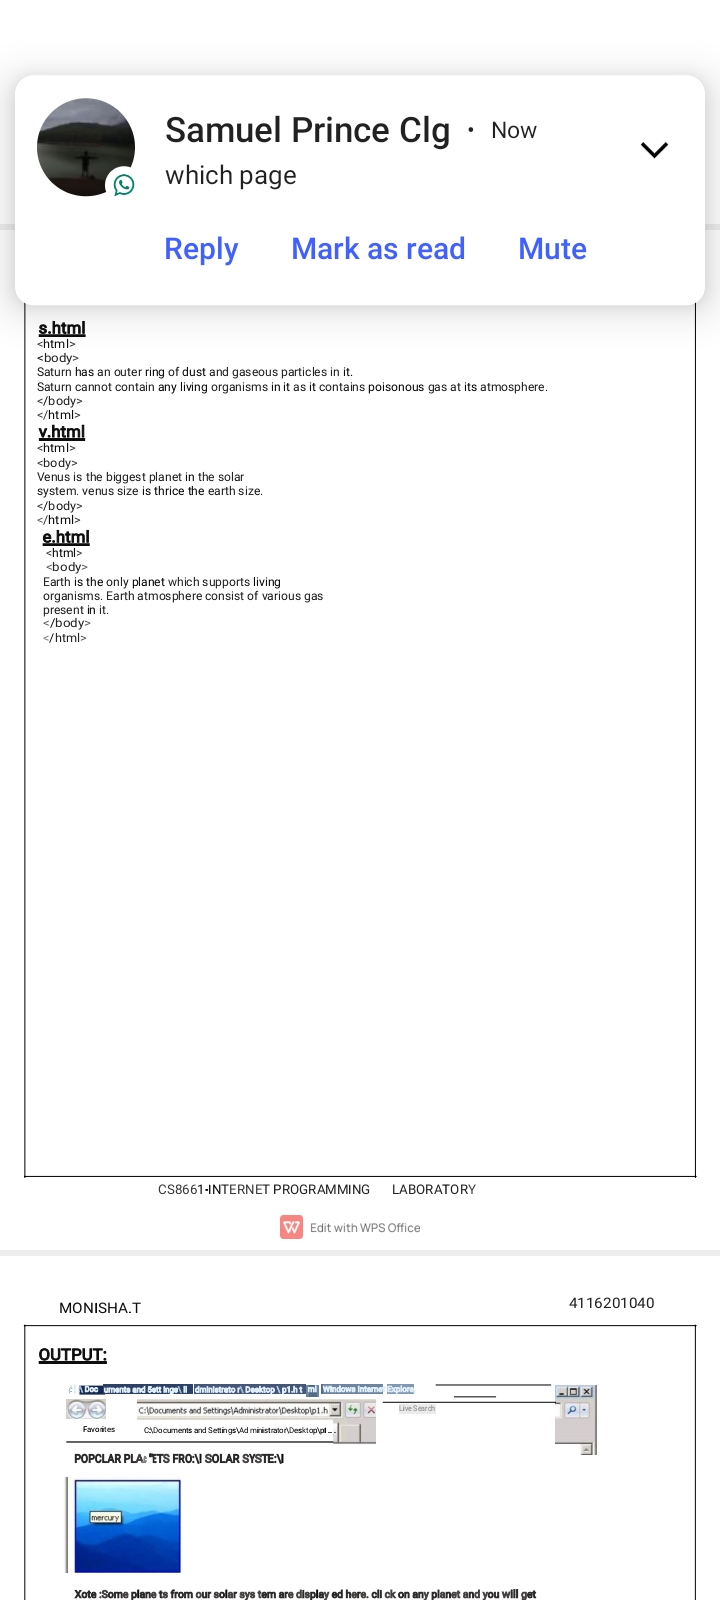 Samuel Prince Clg • Now
which page
Reply Mark as read Mute
s.html
<html>
<body>
Saturn has an outer ring of dust and gaseous particles in it.
Saturn cannot contain any living organisms in it as it contains poisonous gas at its atmosphere.
</body>
</html>
v.html
<html>
<body>
Venus is the biggest planet in the solar
system. venus size is thrice the earth size.
</body>
</html>
e.html
<html>
<body>
Earth is the only planet which supports living
organisms. Earth atmosphere consist of various gas
present in it.
</body>
</html>
CS8661-INTERNET PROGRAMMING LABORATORY
W Edit with WPS Office
MONISHA.T 4116201040
OUTPUT:
\ Doc uments and Sett ings\ dministrato r\ Desktop \ p1.h t ml Windows Interne Explore
C:\Documents and Settings\Administrator\Desktop\p1.h Live Search
Favorites C:\Documents and Settings\Ad ministrator\Desktop\pl...
POPCLAR PLA: "ETS FRO:\I SOLAR SYSTE:\I
mercury
Xote :Some plane ts from our solar sys tem are display ed here. cli ck on any planet and you will get